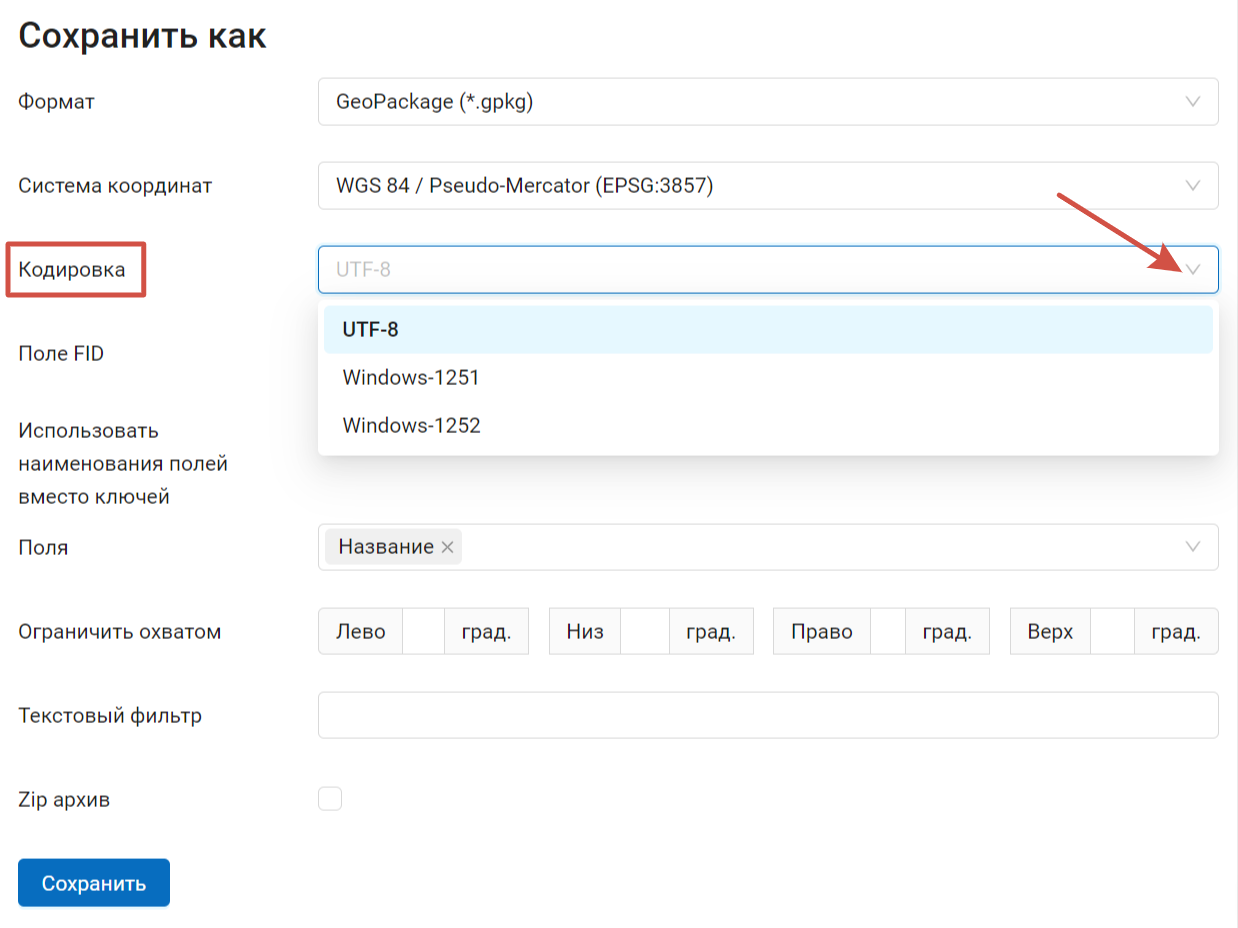 Сохранить как
Формат
GeoPackage (*.gpkg)
Система координат
WGS 84 / Pseudo-Mercator (EPSG:3857)
Кодировка
UTF-8
UTF-8
Windows-1251
Windows-1252
Поле FID
Использовать
наименования полей
вместо ключей
Поля
Название
Ограничить охватом
Лево град. Низ град. Право град. Верх град.
Текстовый фильтр
Zip архив
Сохранить